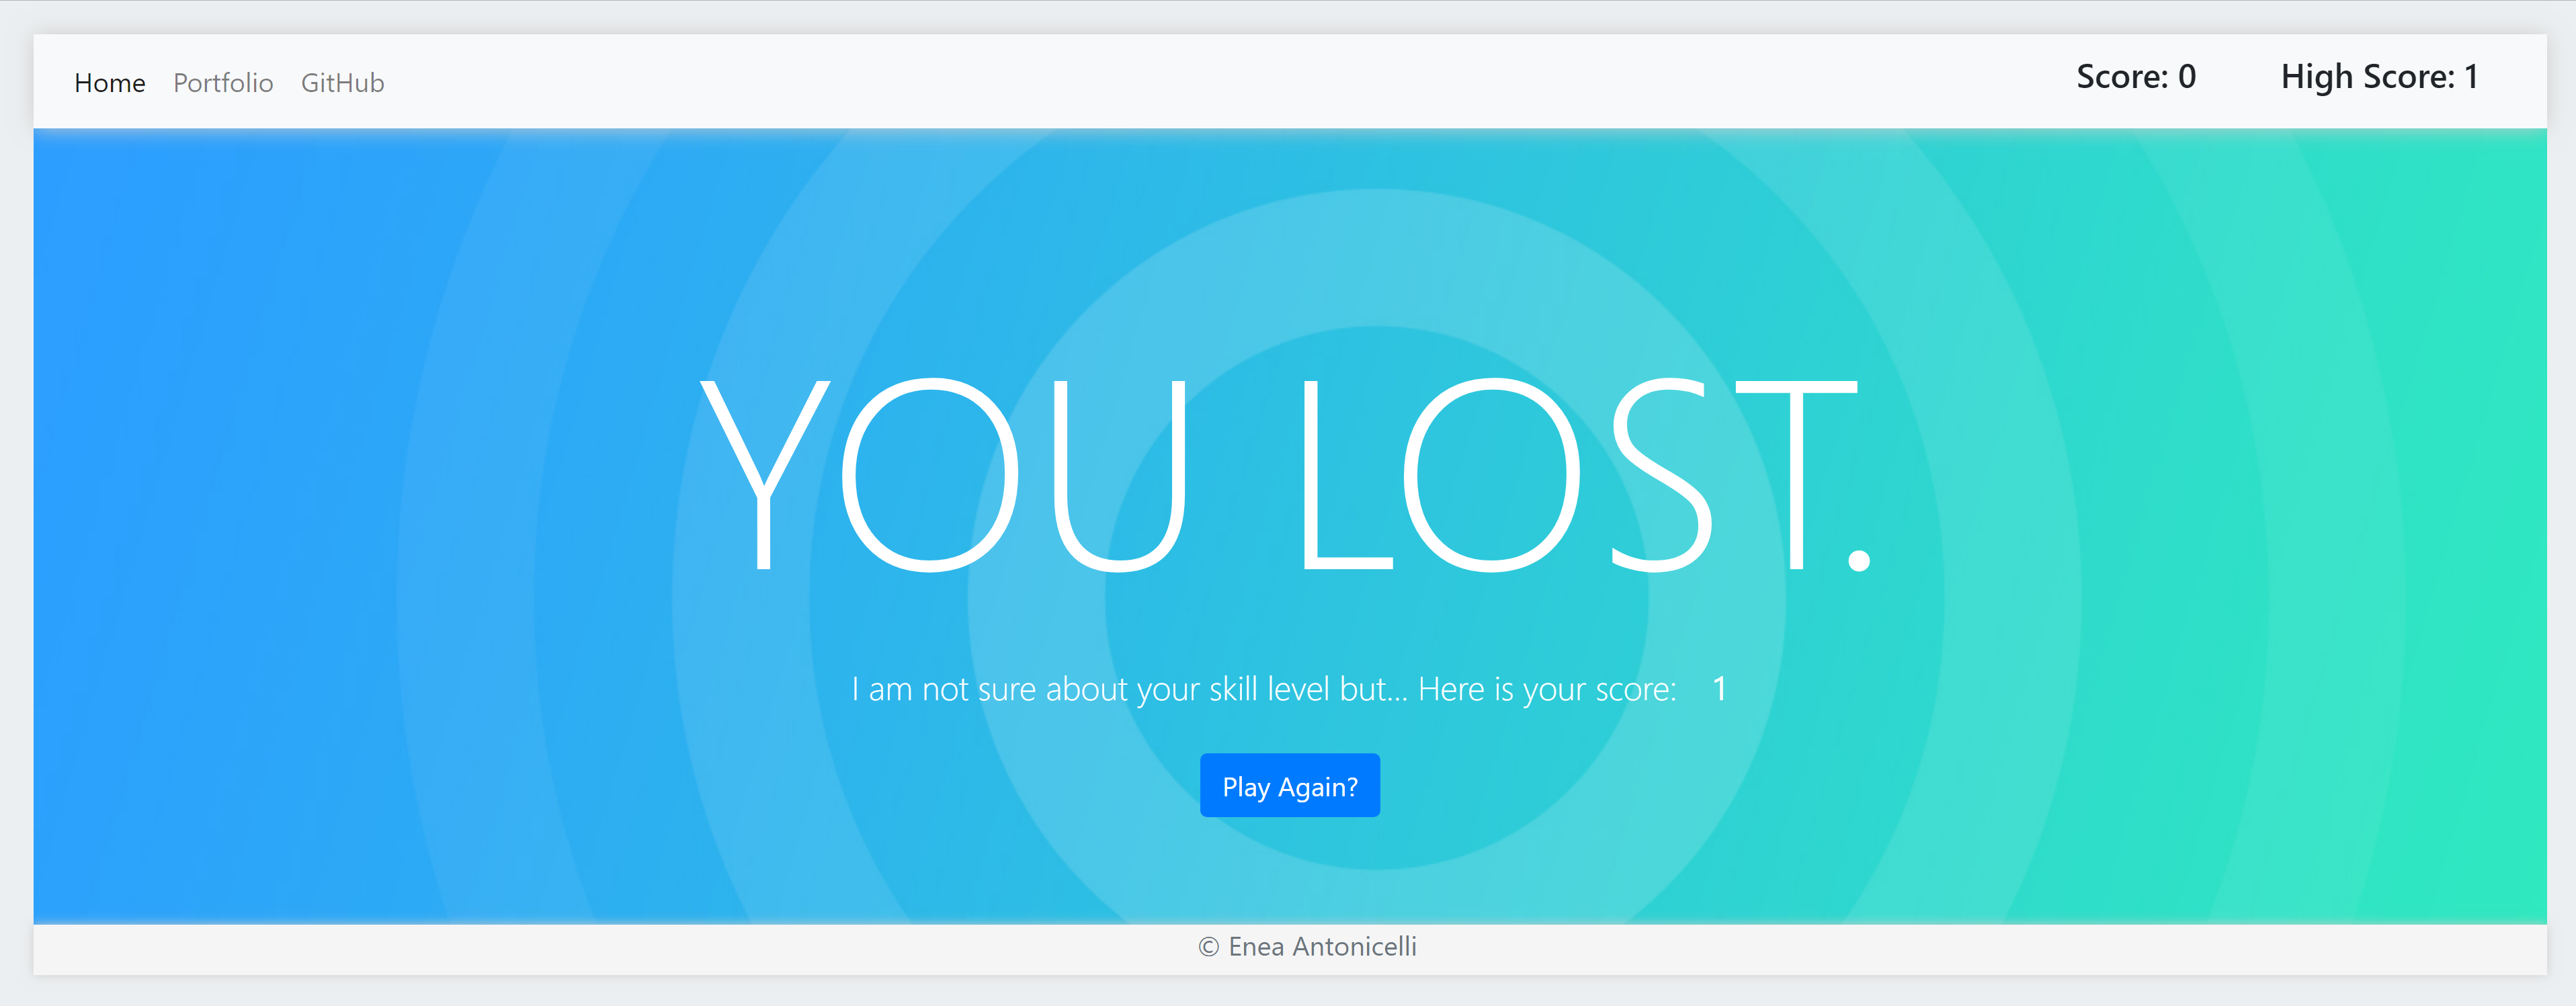 Home Portfolio GitHub Score: 0 High Score: 1
YOU LOST.
I am not sure about your skill level but... Here is your score: 1
Play Again?
© Enea Antonicelli